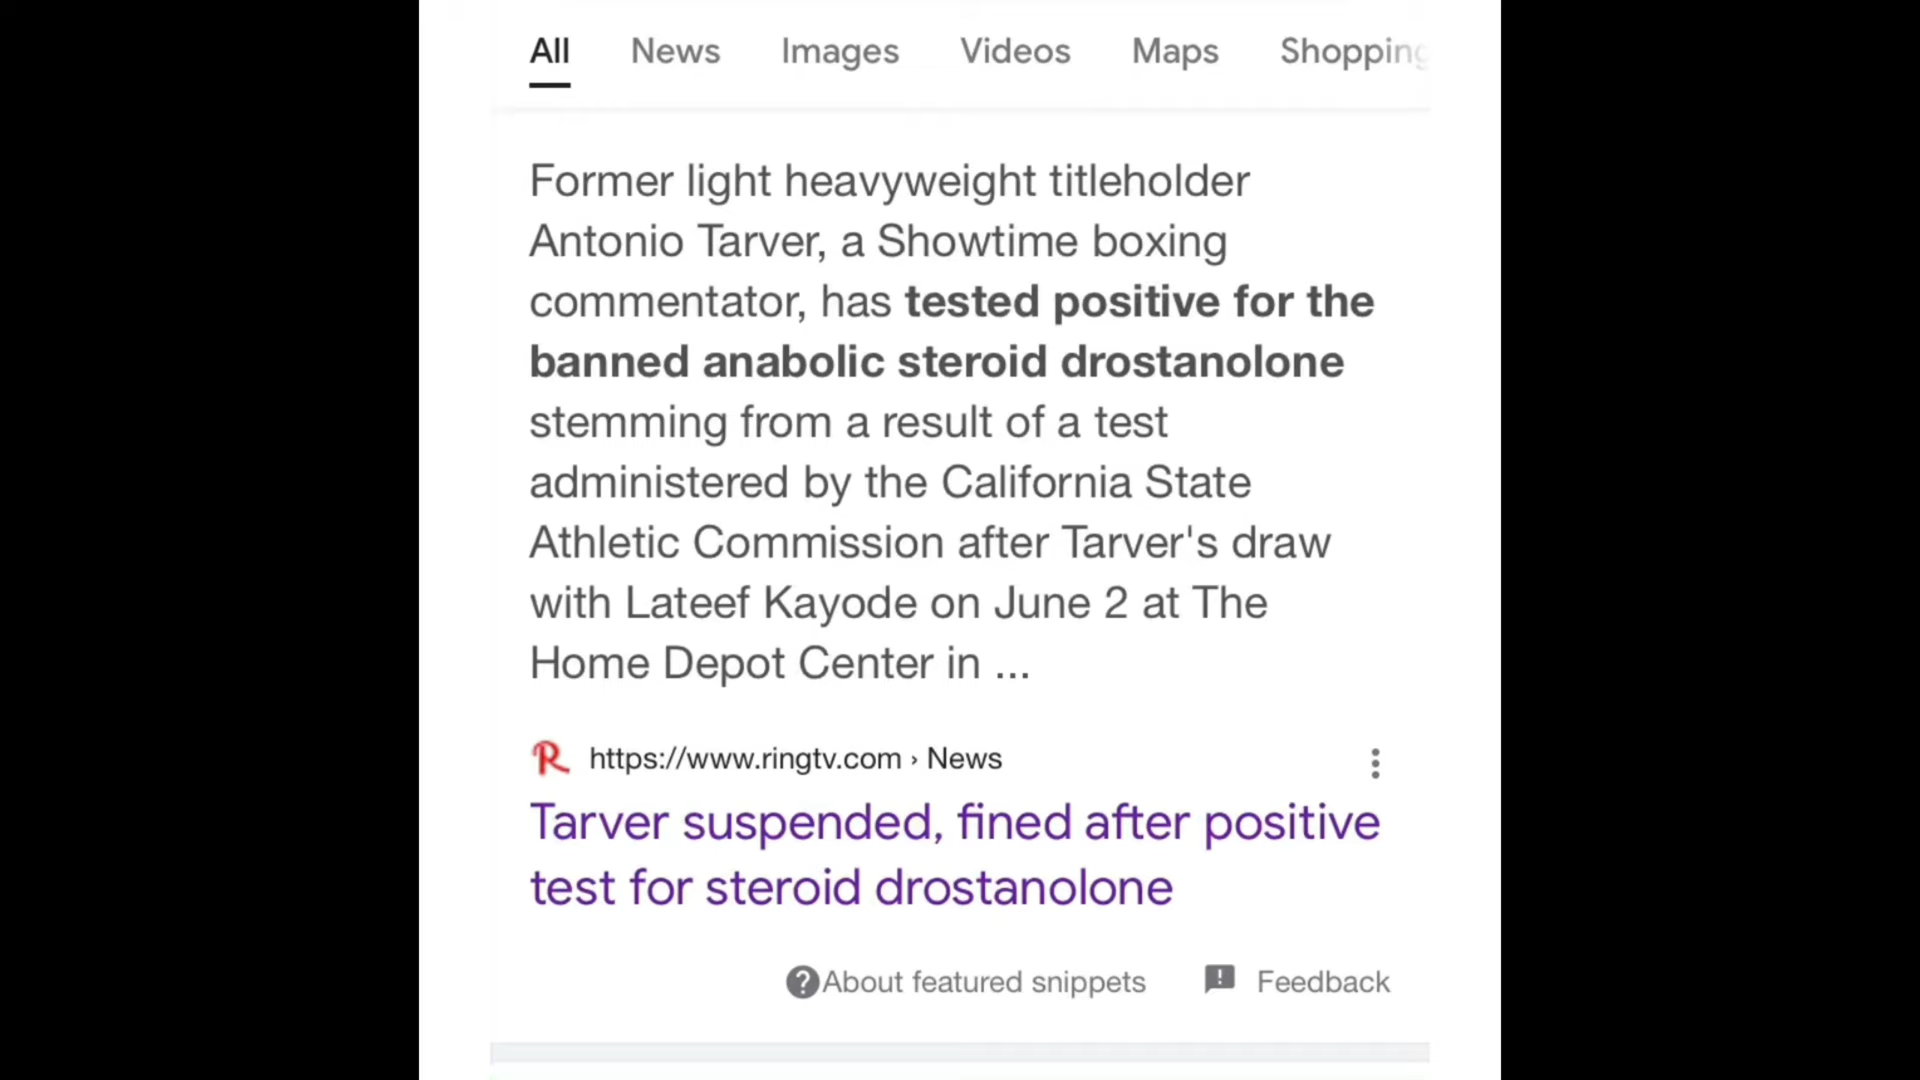 All News Images Videos Maps Shopping
Former light heavyweight titleholder
Antonio Tarver, a Showtime boxing
commentator, has tested positive for the
banned anabolic steroid drostanolone
stemming from a result of a test
administered by the California State
Athletic Commission after Tarver's draw
with Lateef Kayode on June 2 at The
Home Depot Center in ...
R https://www.ringtv.com › News
Tarver suspended, fined after positive
test for steroid drostanolone
About featured snippets Feedback